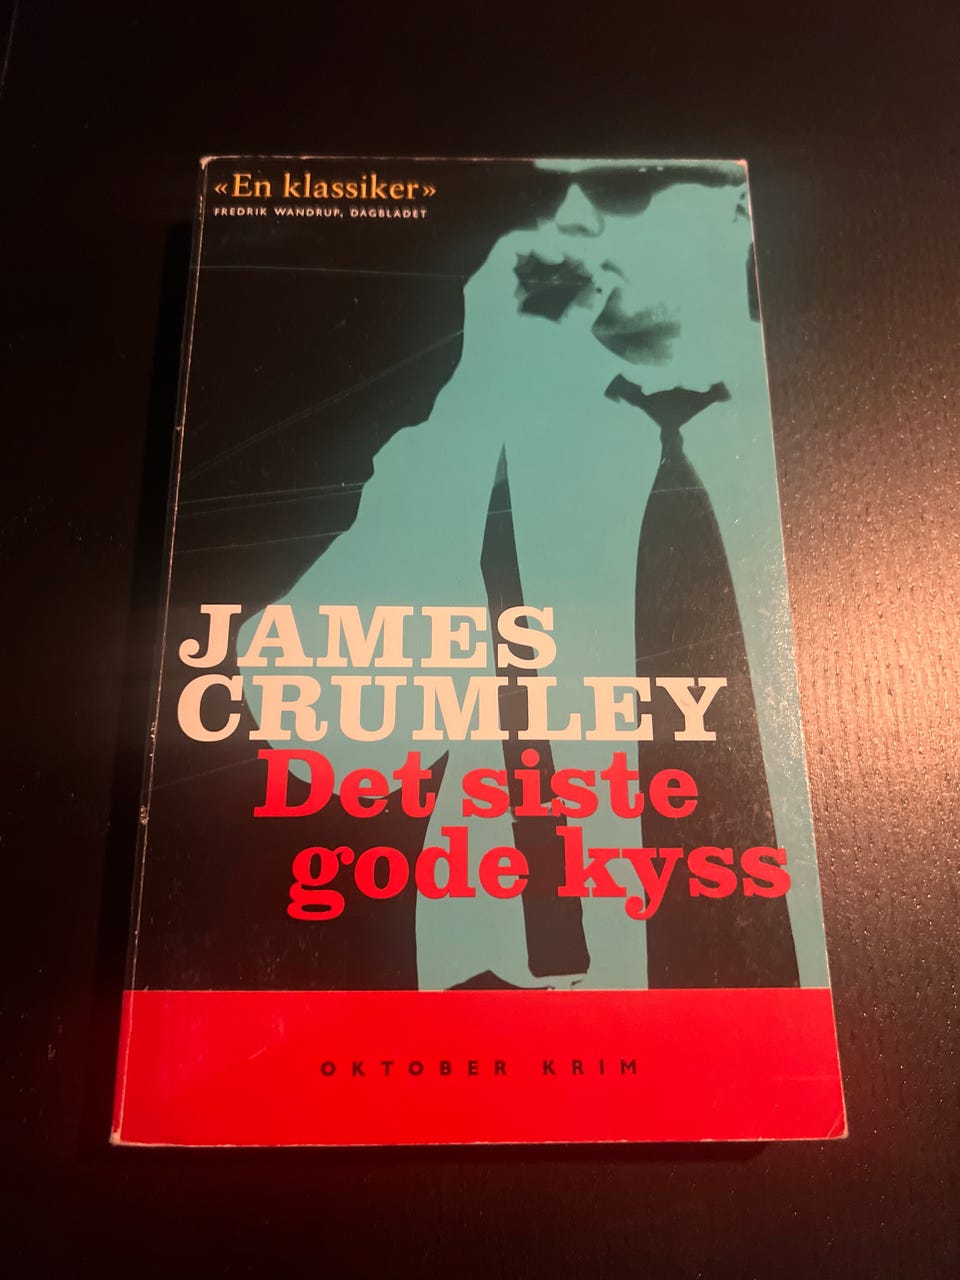 «En klassiker»
FREDRIK WANDRUP, DAGBLADET
JAMES
CRUMLEY
Det siste
gode kyss
OKTOBER KRIM